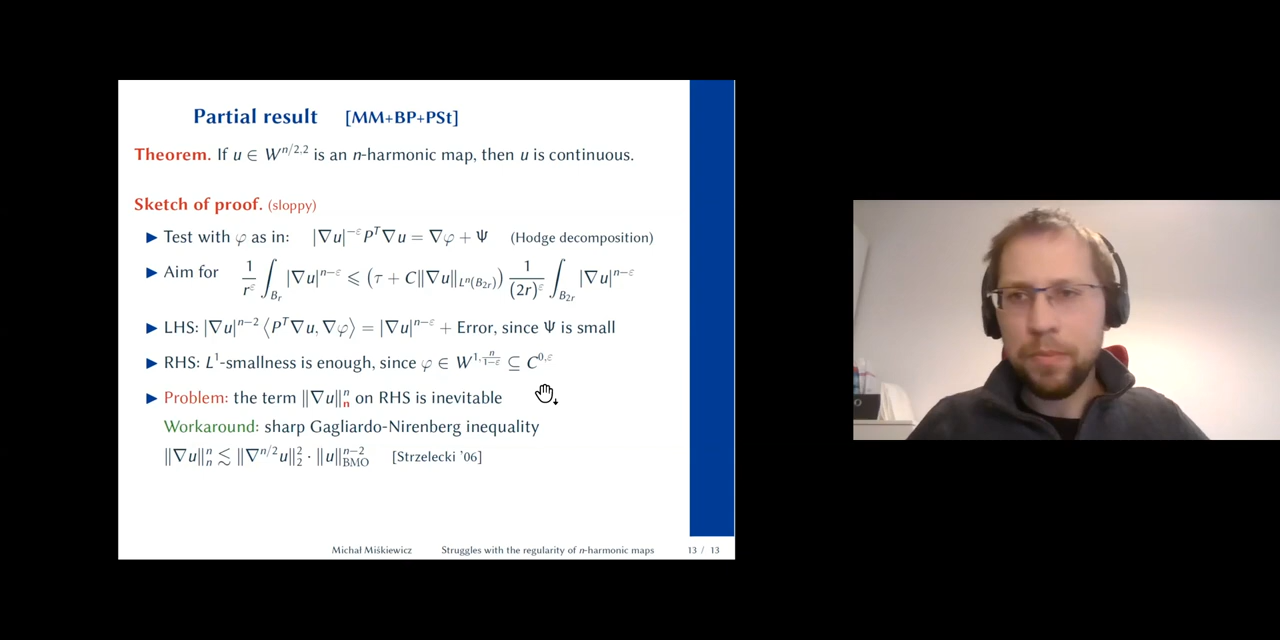 Partial result [MM+BP+PSt]
Theorem. If u ∈ W^{n/2,2} is an n-harmonic map, then u is continuous.
Sketch of proof. (sloppy)
▶ Test with φ as in: |∇u|^{−ε} P^T ∇u = ∇φ + Ψ (Hodge decomposition)
▶ Aim for 1/r^ε ∫_{B_r} |∇u|^{n−ε} ⩽ (τ + C‖∇u‖_{L^n(B_{2r})}) 1/(2r)^ε ∫_{B_{2r}} |∇u|^{n−ε}
▶ LHS: |∇u|^{n−2} ⟨P^T ∇u, ∇φ⟩ = |∇u|^{n−ε} + Error, since Ψ is small
▶ RHS: L^1-smallness is enough, since φ ∈ W^{1, n/(1−ε)} ⊆ C^{0,ε}
▶ Problem: the term ‖∇u‖_n^n on RHS is inevitable
Workaround: sharp Gagliardo-Nirenberg inequality
‖∇u‖_n^n ≲ ‖∇^{n/2} u‖_2^2 · ‖u‖_{BMO}^{n−2} [Strzelecki ’06]
Michał Miśkiewicz Struggles with the regularity of n-harmonic maps 13 / 13